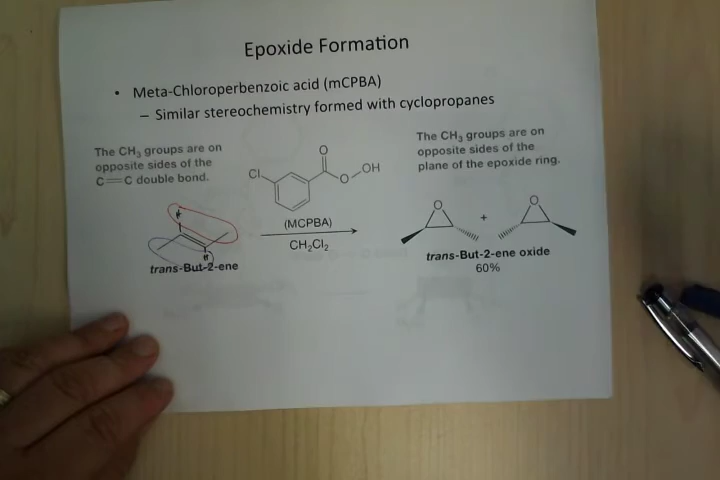 Epoxide Formation
• Meta-Chloroperbenzoic acid (mCPBA)
– Similar stereochemistry formed with cyclopropanes
The CH₃ groups are on
opposite sides of the
C=C double bond.
O
Cl
O
OH
(MCPBA)
CH₂Cl₂
H
H
trans-But-2-ene
The CH₃ groups are on
opposite sides of the
plane of the epoxide ring.
O
+
O
trans-But-2-ene oxide
60%